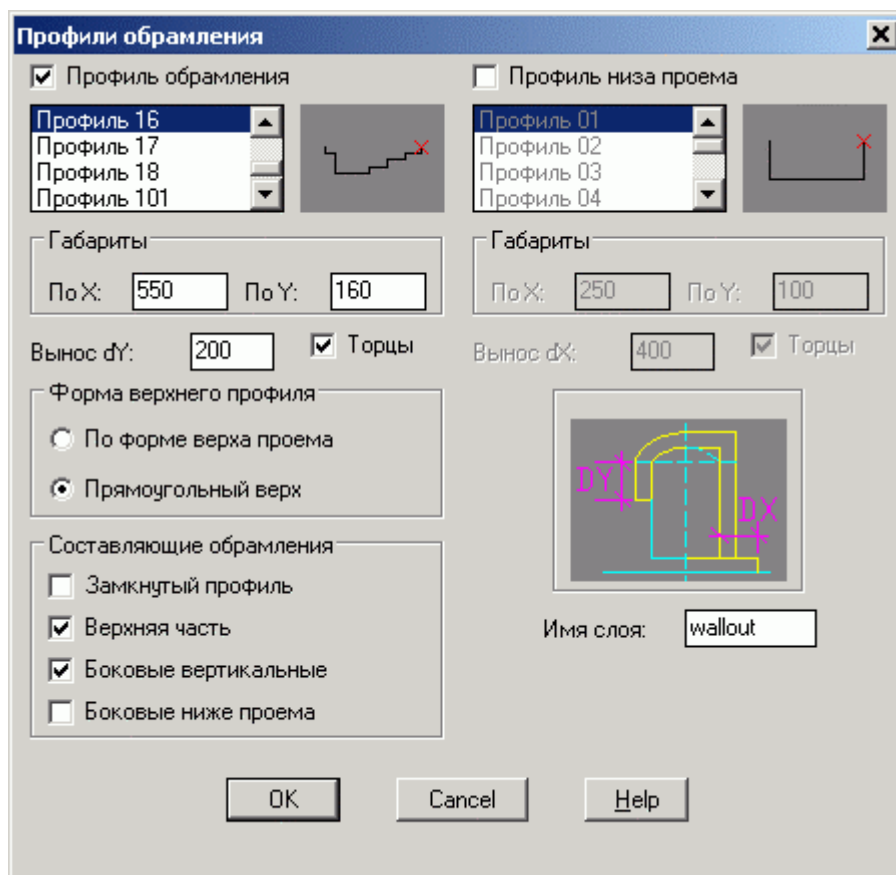 Профили обрамления
Профиль обрамления
Профиль 16
Профиль 17
Профиль 18
Профиль 101
Габариты
По X: 550 По Y: 160
Вынос dY: 200 Торцы
Форма верхнего профиля
По форме верха проема
Прямоугольный верх
Составляющие обрамления
Замкнутый профиль
Верхняя часть
Боковые вертикальные
Боковые ниже проема
Профиль низа проема
Профиль 01
Профиль 02
Профиль 03
Профиль 04
Габариты
По X: 250 По Y: 100
Вынос dX: 400 Торцы
DY
DX
Имя слоя: wallout
OK Cancel Help